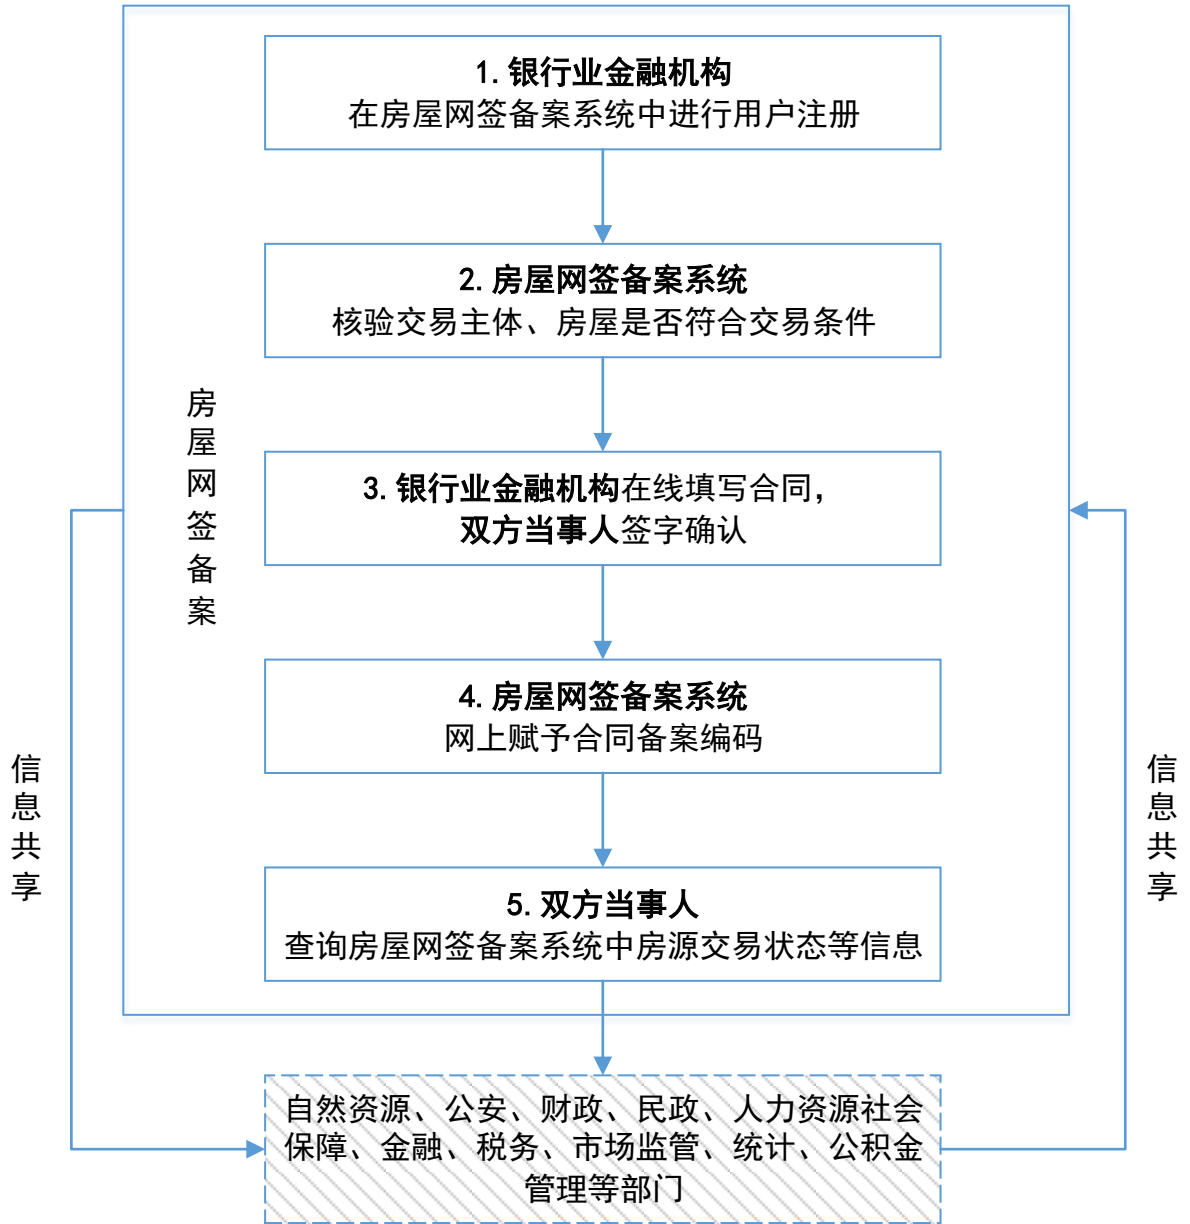 1. 银行业金融机构
在房屋网签备案系统中进行用户注册
2. 房屋网签备案系统
核验交易主体、房屋是否符合交易条件
房屋网签备案
3. 银行业金融机构在线填写合同，
双方当事人签字确认
4. 房屋网签备案系统
网上赋予合同备案编码
信息共享
信息共享
5. 双方当事人
查询房屋网签备案系统中房源交易状态等信息
自然资源、公安、财政、民政、人力资源社会
保障、金融、税务、市场监管、统计、公积金
管理等部门